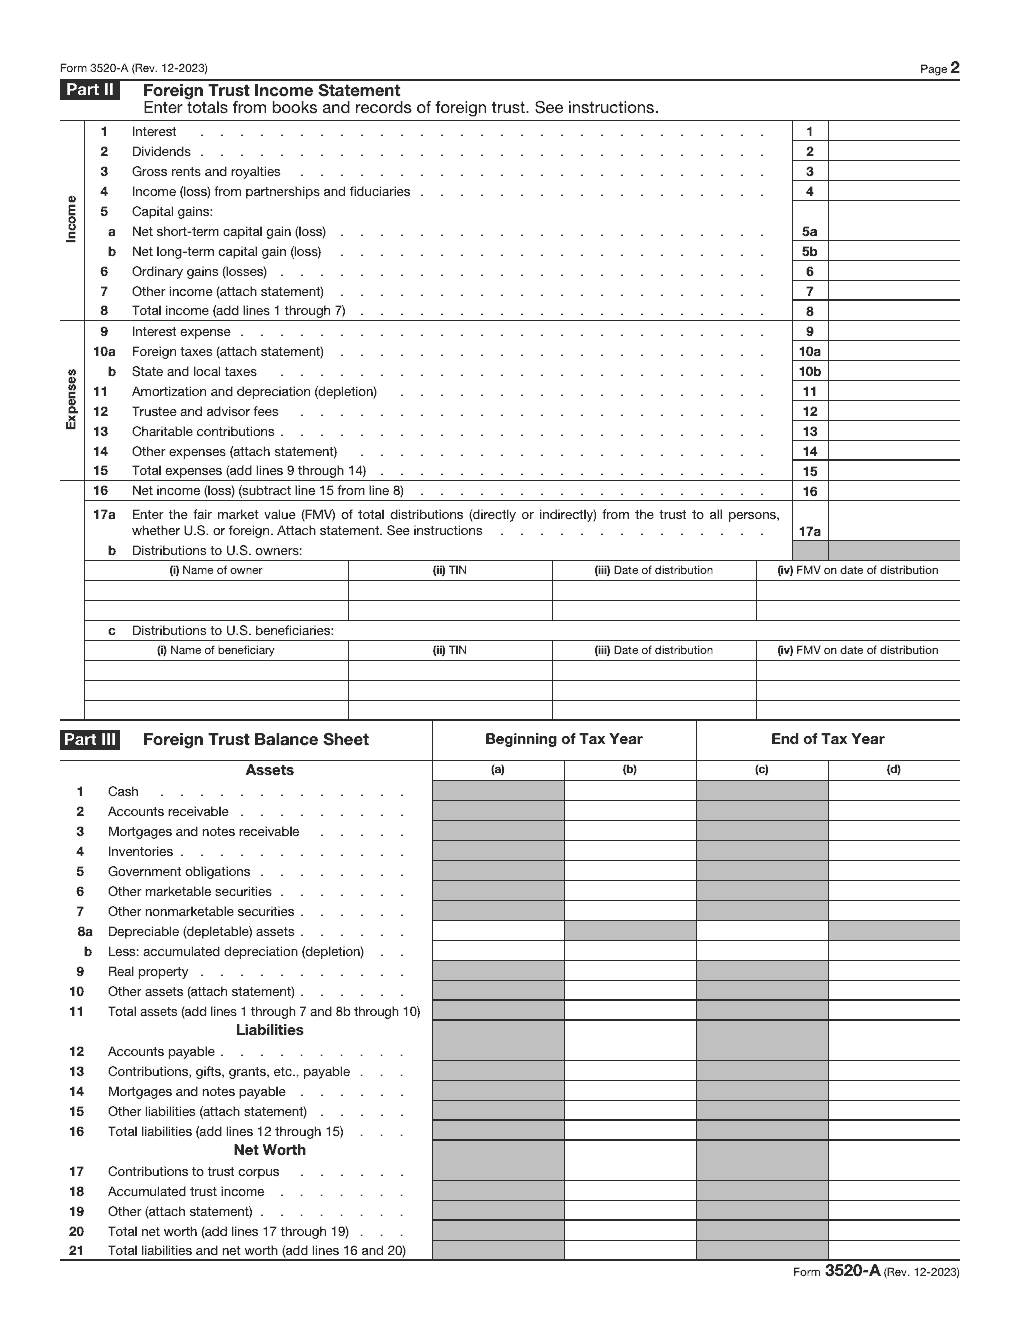 Form 3520-A (Rev. 12-2023) Page 2
Part II Foreign Trust Income Statement
Enter totals from books and records of foreign trust. See instructions.
Income
1 Interest . . . . . . . . . . . . . . . . . . . . . . . . . . . . . 1
2 Dividends . . . . . . . . . . . . . . . . . . . . . . . . . . . . . 2
3 Gross rents and royalties . . . . . . . . . . . . . . . . . . . . . . . . 3
4 Income (loss) from partnerships and fiduciaries . . . . . . . . . . . . . . . . . . 4
5 Capital gains:
a Net short-term capital gain (loss) . . . . . . . . . . . . . . . . . . . . . . 5a
b Net long-term capital gain (loss) . . . . . . . . . . . . . . . . . . . . . . 5b
6 Ordinary gains (losses) . . . . . . . . . . . . . . . . . . . . . . . . . 6
7 Other income (attach statement) . . . . . . . . . . . . . . . . . . . . . . 7
8 Total income (add lines 1 through 7) . . . . . . . . . . . . . . . . . . . . . 8
Expenses
9 Interest expense . . . . . . . . . . . . . . . . . . . . . . . . . . . 9
10a Foreign taxes (attach statement) . . . . . . . . . . . . . . . . . . . . . . 10a
b State and local taxes . . . . . . . . . . . . . . . . . . . . . . . . . 10b
11 Amortization and depreciation (depletion) . . . . . . . . . . . . . . . . . . . 11
12 Trustee and advisor fees . . . . . . . . . . . . . . . . . . . . . . . . 12
13 Charitable contributions . . . . . . . . . . . . . . . . . . . . . . . . . 13
14 Other expenses (attach statement) . . . . . . . . . . . . . . . . . . . . . 14
15 Total expenses (add lines 9 through 14) . . . . . . . . . . . . . . . . . . . . 15
16 Net income (loss) (subtract line 15 from line 8) . . . . . . . . . . . . . . . . . . 16
17a Enter the fair market value (FMV) of total distributions (directly or indirectly) from the trust to all persons,
whether U.S. or foreign. Attach statement. See instructions . . . . . . . . . . . . . . 17a
b Distributions to U.S. owners:
(i) Name of owner (ii) TIN (iii) Date of distribution (iv) FMV on date of distribution
c Distributions to U.S. beneficiaries:
(i) Name of beneficiary (ii) TIN (iii) Date of distribution (iv) FMV on date of distribution
Part III Foreign Trust Balance Sheet Beginning of Tax Year End of Tax Year
Assets (a) (b) (c) (d)
1 Cash . . . . . . . . . . . . .
2 Accounts receivable . . . . . . . . .
3 Mortgages and notes receivable . . . . .
4 Inventories . . . . . . . . . . . .
5 Government obligations . . . . . . . .
6 Other marketable securities . . . . . . .
7 Other nonmarketable securities . . . . . .
8a Depreciable (depletable) assets . . . . . .
b Less: accumulated depreciation (depletion) . .
9 Real property . . . . . . . . . . .
10 Other assets (attach statement) . . . . . .
11 Total assets (add lines 1 through 7 and 8b through 10)
Liabilities
12 Accounts payable . . . . . . . . . .
13 Contributions, gifts, grants, etc., payable . . .
14 Mortgages and notes payable . . . . . .
15 Other liabilities (attach statement) . . . . .
16 Total liabilities (add lines 12 through 15) . . .
Net Worth
17 Contributions to trust corpus . . . . . .
18 Accumulated trust income . . . . . . .
19 Other (attach statement) . . . . . . . .
20 Total net worth (add lines 17 through 19) . . .
21 Total liabilities and net worth (add lines 16 and 20)
Form 3520-A (Rev. 12-2023)